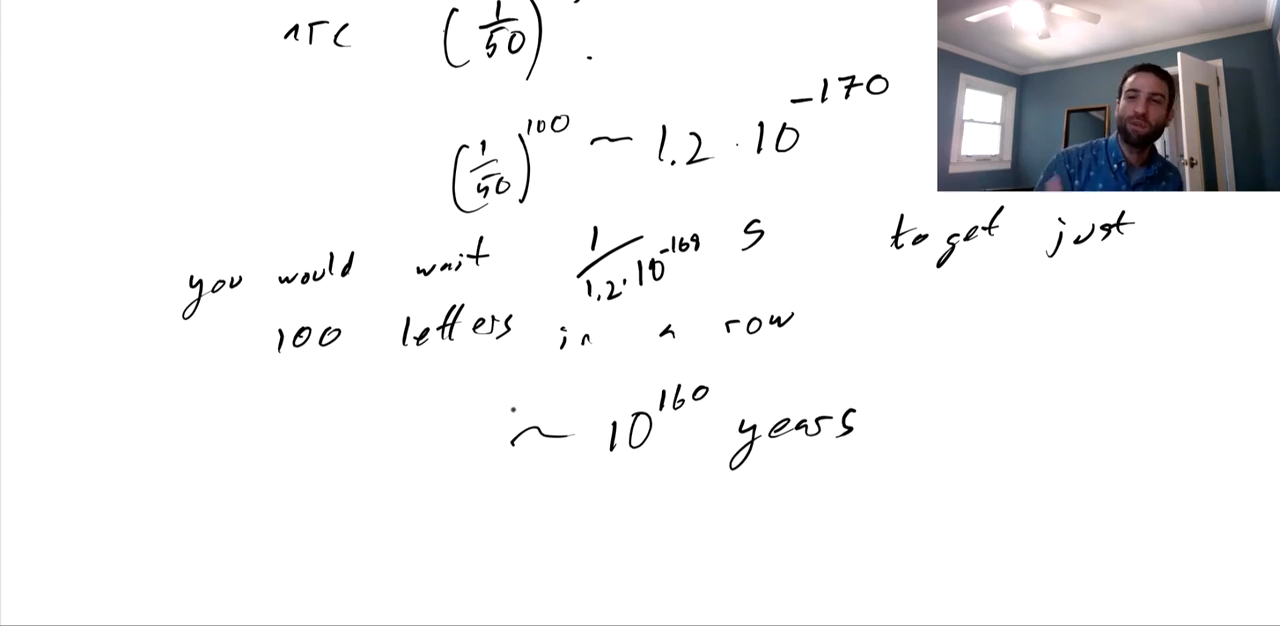 are (1/50) .
(1/50)^100 ~ 1.2 · 10^-170
you would wait 1/1.2·10^-169 s to get just
100 letters in a row
~ 10^160 years